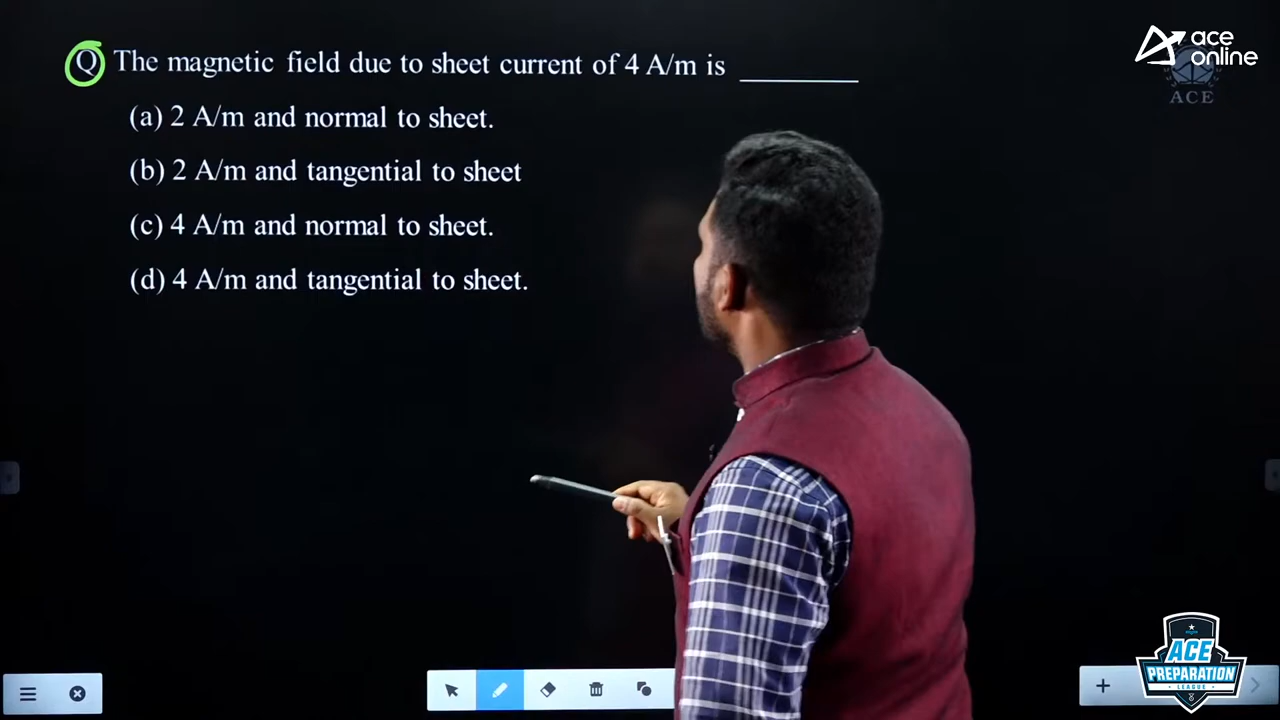 Q The magnetic field due to sheet current of 4 A/m is ________
(a) 2 A/m and normal to sheet.
(b) 2 A/m and tangential to sheet
(c) 4 A/m and normal to sheet.
(d) 4 A/m and tangential to sheet.
ace
online
ACE
ACE
PREPARATION
LEAGUE